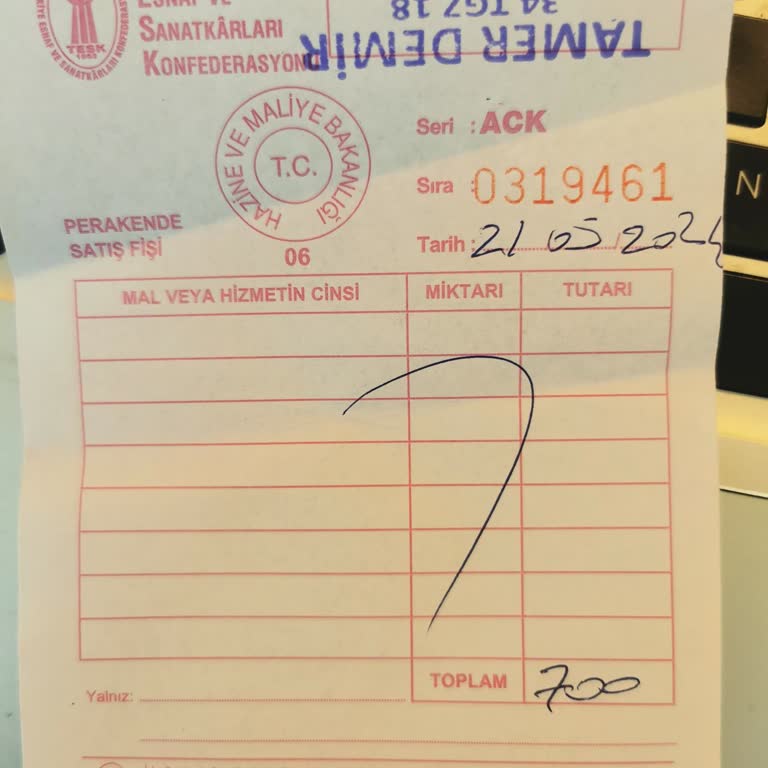 ESNAF VE
SANATKÂRLARI
KONFEDERASYONU
TESK
TAMER DEMİR
34 TGZ 18
HAZİNE VE MALİYE BAKANLIĞI
T.C.
06
Seri : ACK
Sıra : 0319461
PERAKENDE
SATIŞ FİŞİ
Tarih : 21 05 2024
MAL VEYA HİZMETİN CİNSİ MİKTARI TUTARI
TOPLAM 700
Yalnız:
N